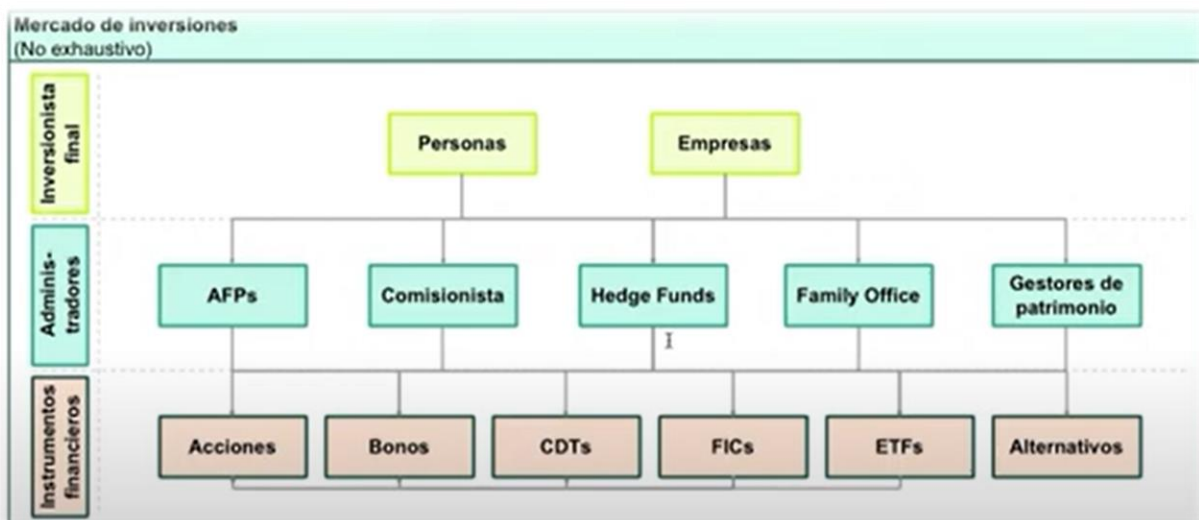 Mercado de inversiones
(No exhaustivo)
Inversionista
final
Personas
Empresas
Adminis-
tradores
AFPs
Comisionista
Hedge Funds
Family Office
Gestores de
patrimonio
Instrumentos
financieros
Acciones
Bonos
CDTs
FICs
ETFs
Alternativos